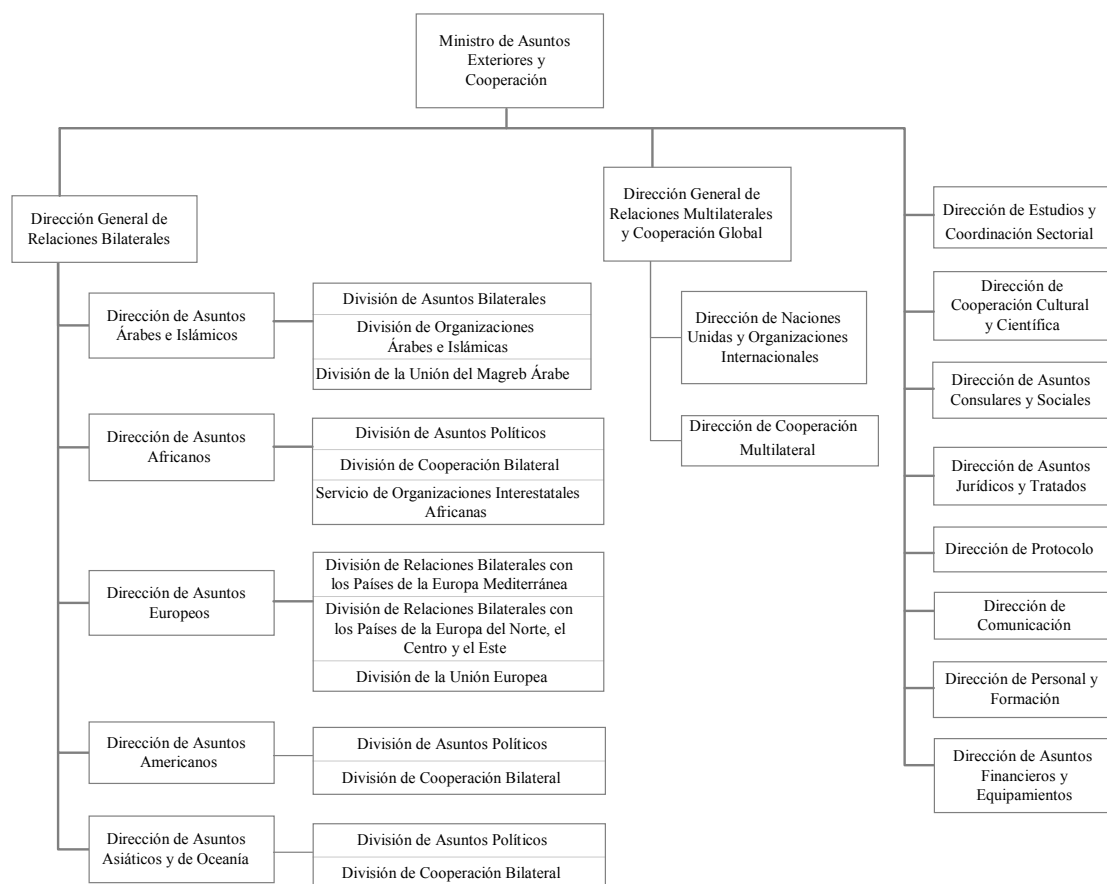 Ministro de Asuntos
Exteriores y
Cooperación
Dirección General de
Relaciones Bilaterales
Dirección de Asuntos
Árabes e Islámicos
División de Asuntos Bilaterales
División de Organizaciones
Árabes e Islámicas
División de la Unión del Magreb Árabe
Dirección de Asuntos
Africanos
División de Asuntos Políticos
División de Cooperación Bilateral
Servicio de Organizaciones Interestatales
Africanas
Dirección de Asuntos
Europeos
División de Relaciones Bilaterales con
los Países de la Europa Mediterránea
División de Relaciones Bilaterales con
los Países de la Europa del Norte, el
Centro y el Este
División de la Unión Europea
Dirección de Asuntos
Americanos
División de Asuntos Políticos
División de Cooperación Bilateral
Dirección de Asuntos
Asiáticos y de Oceanía
División de Asuntos Políticos
División de Cooperación Bilateral
Dirección General de
Relaciones Multilaterales
y Cooperación Global
Dirección de Naciones
Unidas y Organizaciones
Internacionales
Dirección de Cooperación
Multilateral
Dirección de Estudios y
Coordinación Sectorial
Dirección de
Cooperación Cultural
y Científica
Dirección de Asuntos
Consulares y Sociales
Dirección de Asuntos
Jurídicos y Tratados
Dirección de Protocolo
Dirección de
Comunicación
Dirección de Personal y
Formación
Dirección de Asuntos
Financieros y
Equipamientos